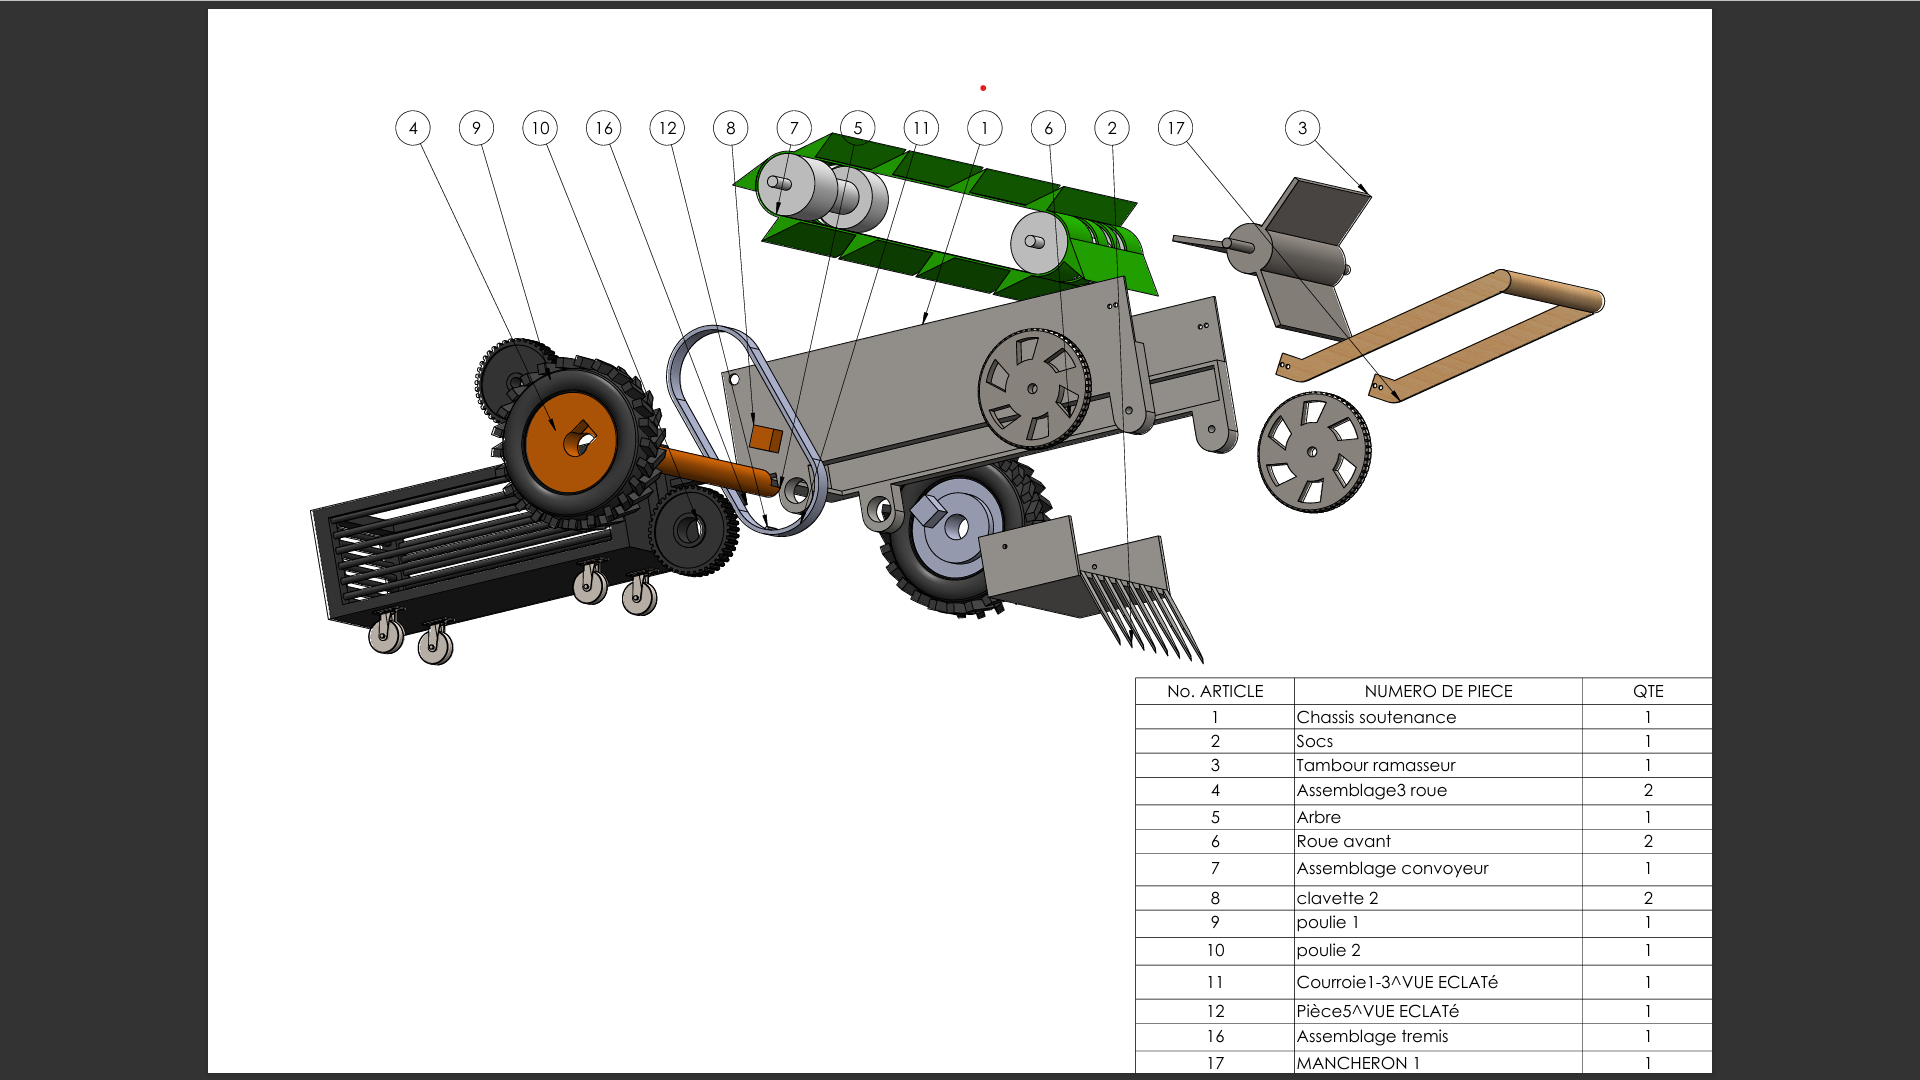 4 9 10 16 12 8 7 5 11 1 6 2 17 3
No. ARTICLE NUMERO DE PIECE QTE
1 Chassis soutenance 1
2 Socs 1
3 Tambour ramasseur 1
4 Assemblage3 roue 2
5 Arbre 1
6 Roue avant 2
7 Assemblage convoyeur 1
8 clavette 2 2
9 poulie 1 1
10 poulie 2 1
11 Courroie1-3^VUE ECLATé 1
12 Pièce5^VUE ECLATé 1
16 Assemblage tremis 1
17 MANCHERON 1 1